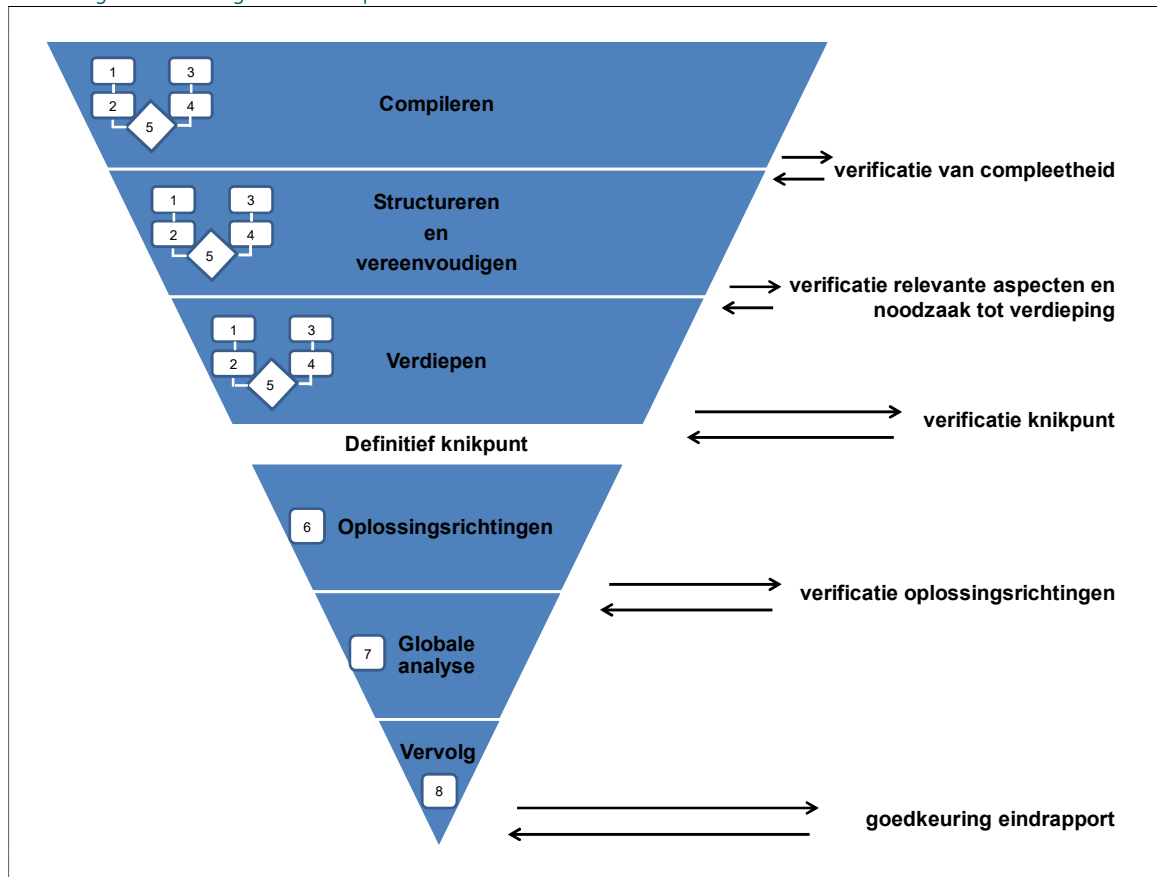 1 3
2 4
5
Compileren
verificatie van compleetheid
1 3
2 4
5
Structureren
en
vereenvoudigen
verificatie relevante aspecten en
noodzaak tot verdieping
1 3
2 4
5
Verdiepen
verificatie knikpunt
Definitief knikpunt
6 Oplossingsrichtingen
verificatie oplossingsrichtingen
7 Globale
analyse
Vervolg
8
goedkeuring eindrapport